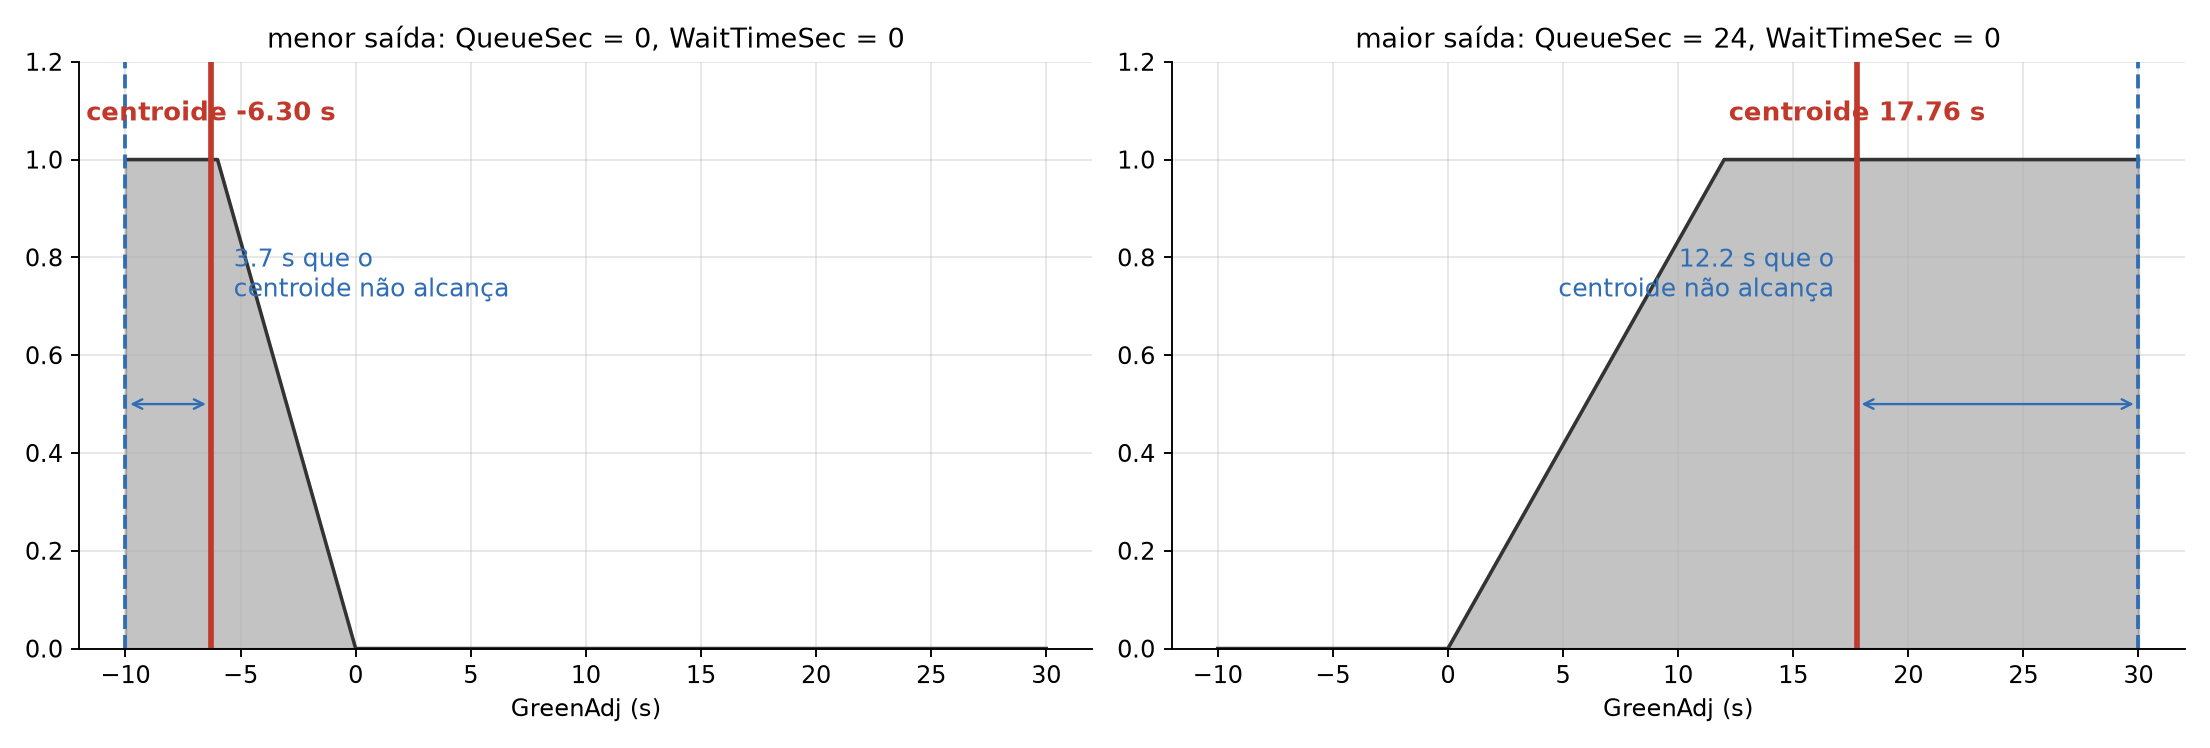 menor saída: QueueSec = 0, WaitTimeSec = 0
1.2
1.0
0.8
0.6
0.4
0.2
0.0
centroide -6.30 s
3.7 s que o
centroide não alcança
−10 −5 0 5 10 15 20 25 30
GreenAdj (s)
maior saída: QueueSec = 24, WaitTimeSec = 0
1.2
1.0
0.8
0.6
0.4
0.2
0.0
centroide 17.76 s
12.2 s que o
centroide não alcança
−10 −5 0 5 10 15 20 25 30
GreenAdj (s)